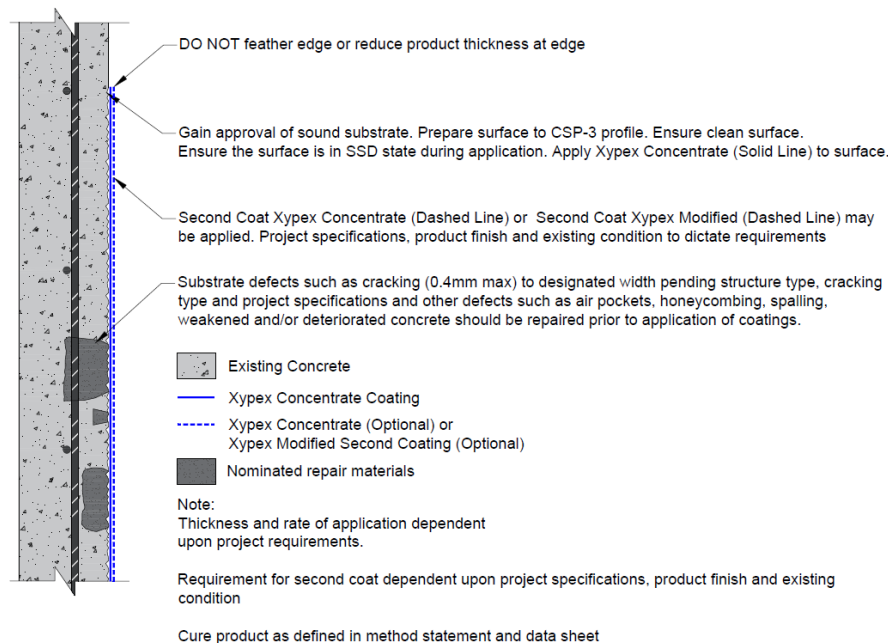 DO NOT feather edge or reduce product thickness at edge
Gain approval of sound substrate. Prepare surface to CSP-3 profile. Ensure clean surface.
Ensure the surface is in SSD state during application. Apply Xypex Concentrate (Solid Line) to surface.
Second Coat Xypex Concentrate (Dashed Line) or Second Coat Xypex Modified (Dashed Line) may
be applied. Project specifications, product finish and existing condition to dictate requirements
Substrate defects such as cracking (0.4mm max) to designated width pending structure type, cracking
type and project specifications and other defects such as air pockets, honeycombing, spalling,
weakened and/or deteriorated concrete should be repaired prior to application of coatings.
Existing Concrete
Xypex Concentrate Coating
Xypex Concentrate (Optional) or
Xypex Modified Second Coating (Optional)
Nominated repair materials
Note:
Thickness and rate of application dependent
upon project requirements.
Requirement for second coat dependent upon project specifications, product finish and existing
condition
Cure product as defined in method statement and data sheet